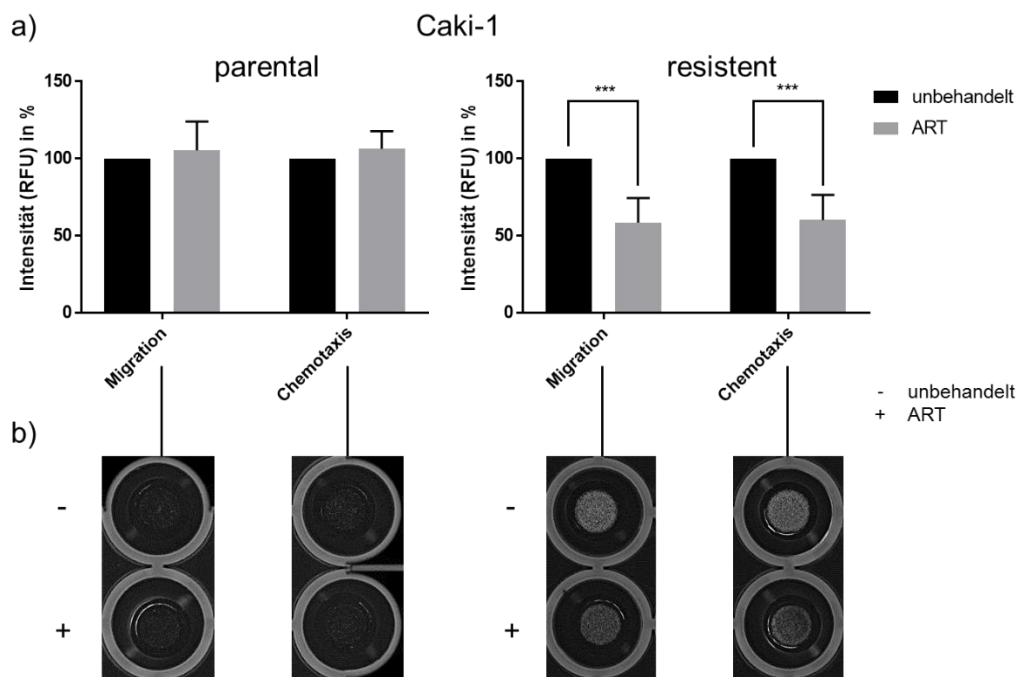 a)
Caki-1
parental
resistent
Intensität (RFU) in %
150
100
50
0
Migration
Chemotaxis
Intensität (RFU) in %
150
100
50
0
***
***
Migration
Chemotaxis
unbehandelt
ART
- unbehandelt
+ ART
b)
-
+
-
+